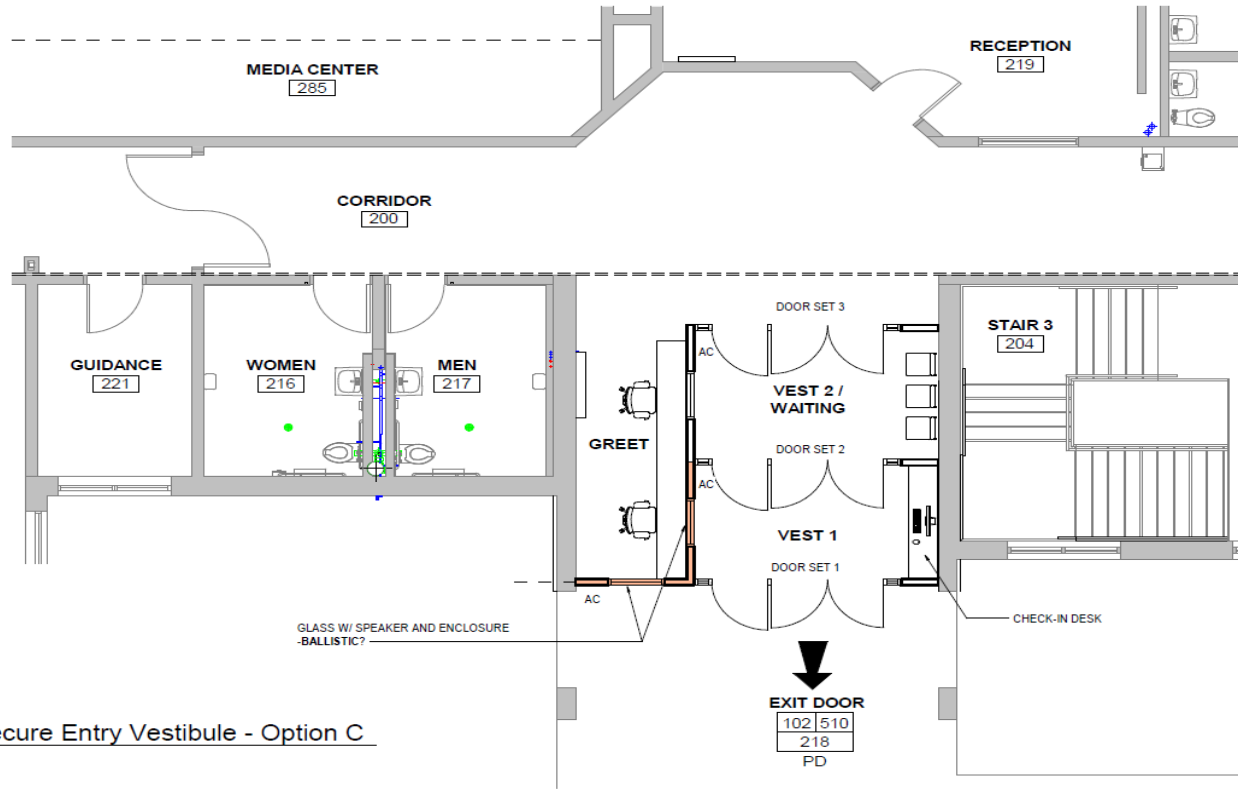 RECEPTION
219
MEDIA CENTER
285
CORRIDOR
200
DOOR SET 3
STAIR 3
204
AC
GUIDANCE
221
WOMEN
216
MEN
217
VEST 2 /
WAITING
GREET
DOOR SET 2
AC
VEST 1
DOOR SET 1
AC
GLASS W/ SPEAKER AND ENCLOSURE
-BALLISTIC?
CHECK-IN DESK
EXIT DOOR
102 510
218
PD
ecure Entry Vestibule - Option C